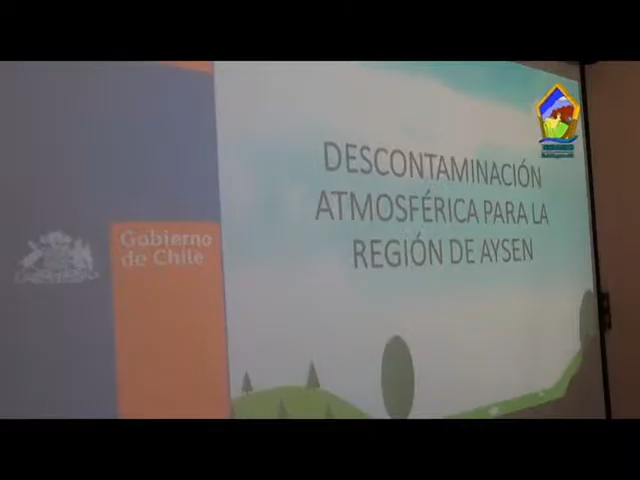 DESCONTAMINACIÓN
ATMOSFÉRICA PARA LA
REGIÓN DE AYSEN
Gobierno
de Chile